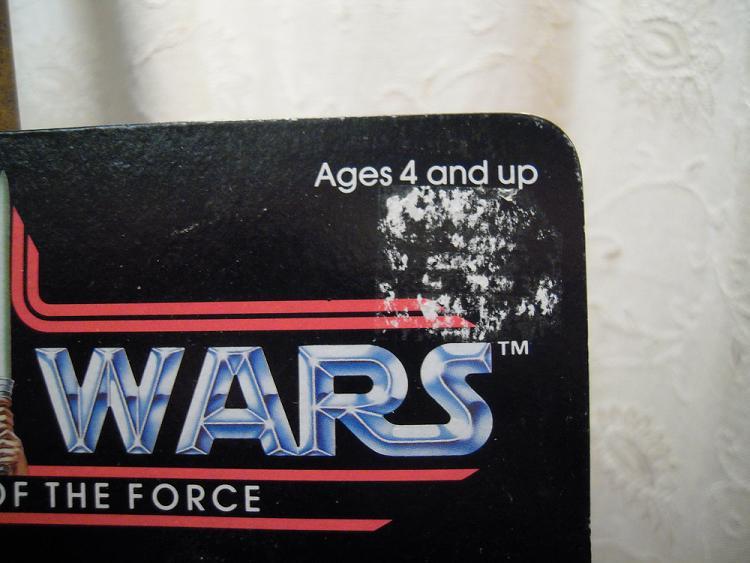 Ages 4 and up
WARS™
OF THE FORCE